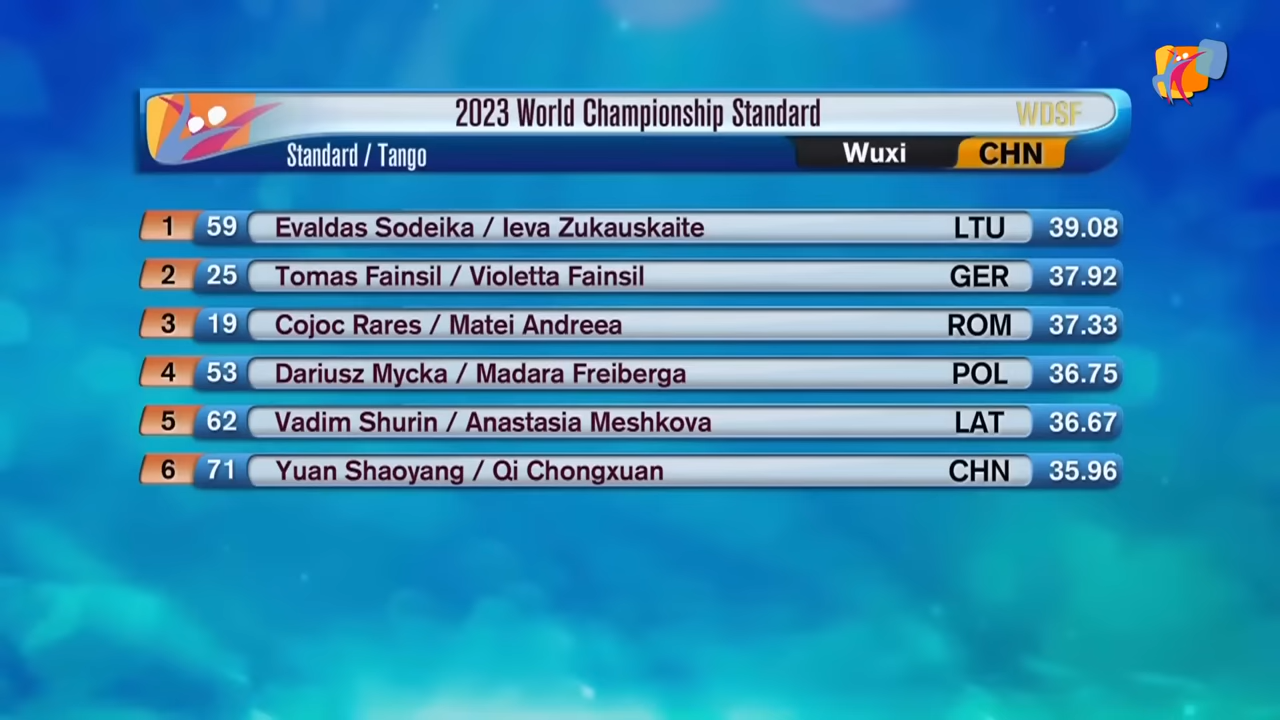 2023 World Championship Standard WDSF
Standard / Tango Wuxi CHN
1 59 Evaldas Sodeika / Ieva Zukauskaite LTU 39.08
2 25 Tomas Fainsil / Violetta Fainsil GER 37.92
3 19 Cojoc Rares / Matei Andreea ROM 37.33
4 53 Dariusz Mycka / Madara Freiberga POL 36.75
5 62 Vadim Shurin / Anastasia Meshkova LAT 36.67
6 71 Yuan Shaoyang / Qi Chongxuan CHN 35.96